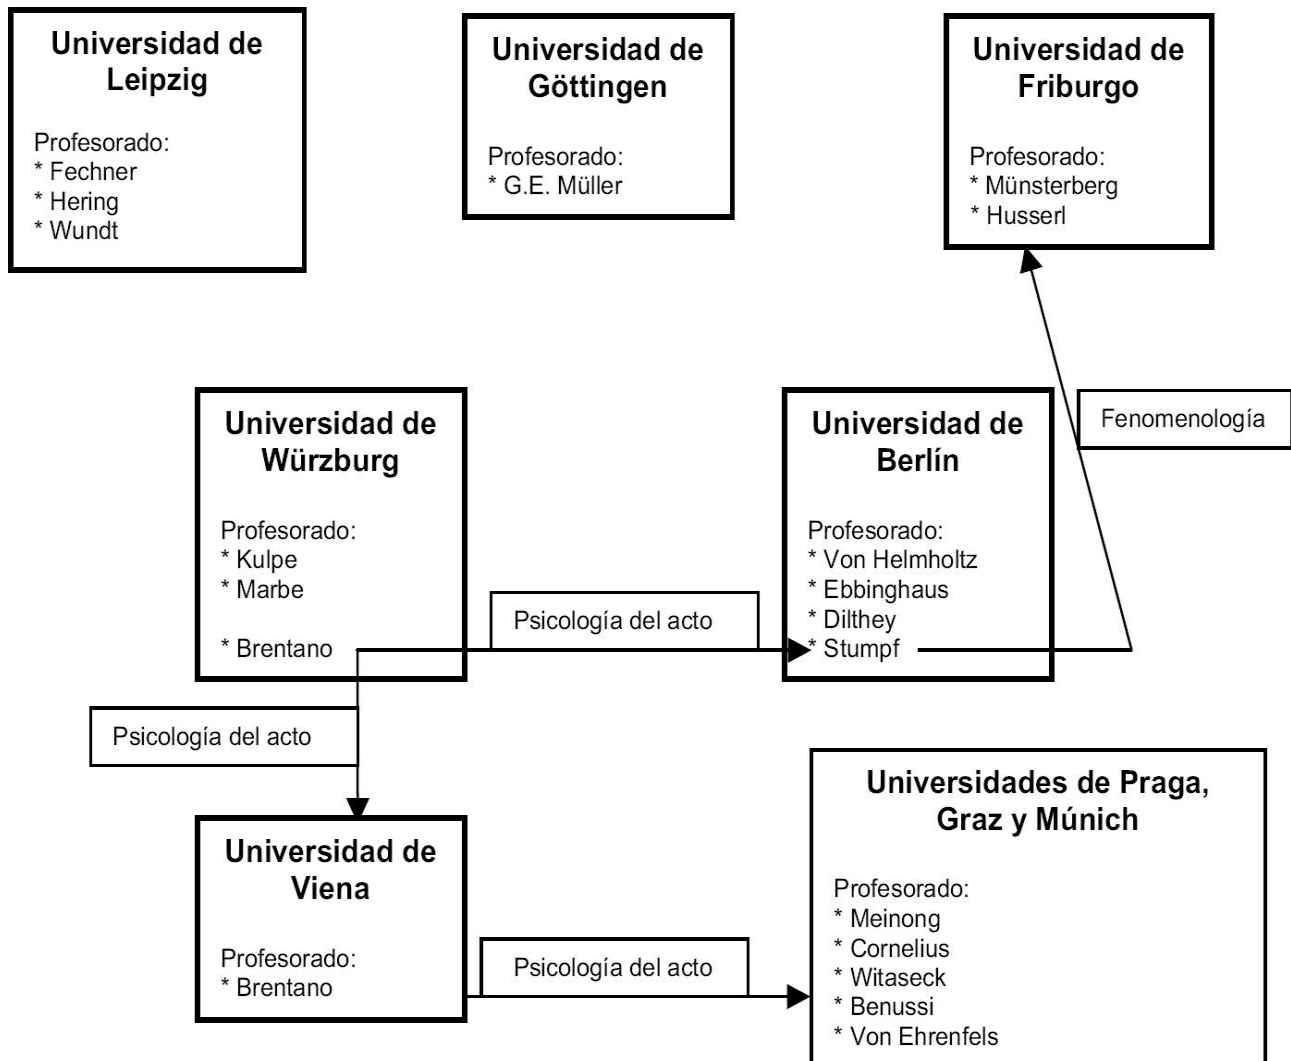 Universidad de
Leipzig
Profesorado:
* Fechner
* Hering
* Wundt
Universidad de
Göttingen
Profesorado:
* G.E. Müller
Universidad de
Friburgo
Profesorado:
* Münsterberg
* Husserl
Universidad de
Würzburg
Profesorado:
* Kulpe
* Marbe
* Brentano
Psicología del acto
Universidad de
Berlín
Profesorado:
* Von Helmholtz
* Ebbinghaus
* Dilthey
* Stumpf
Fenomenología
Psicología del acto
Universidad de
Viena
Profesorado:
* Brentano
Psicología del acto
Universidades de Praga,
Graz y Múnich
Profesorado:
* Meinong
* Cornelius
* Witaseck
* Benussi
* Von Ehrenfels